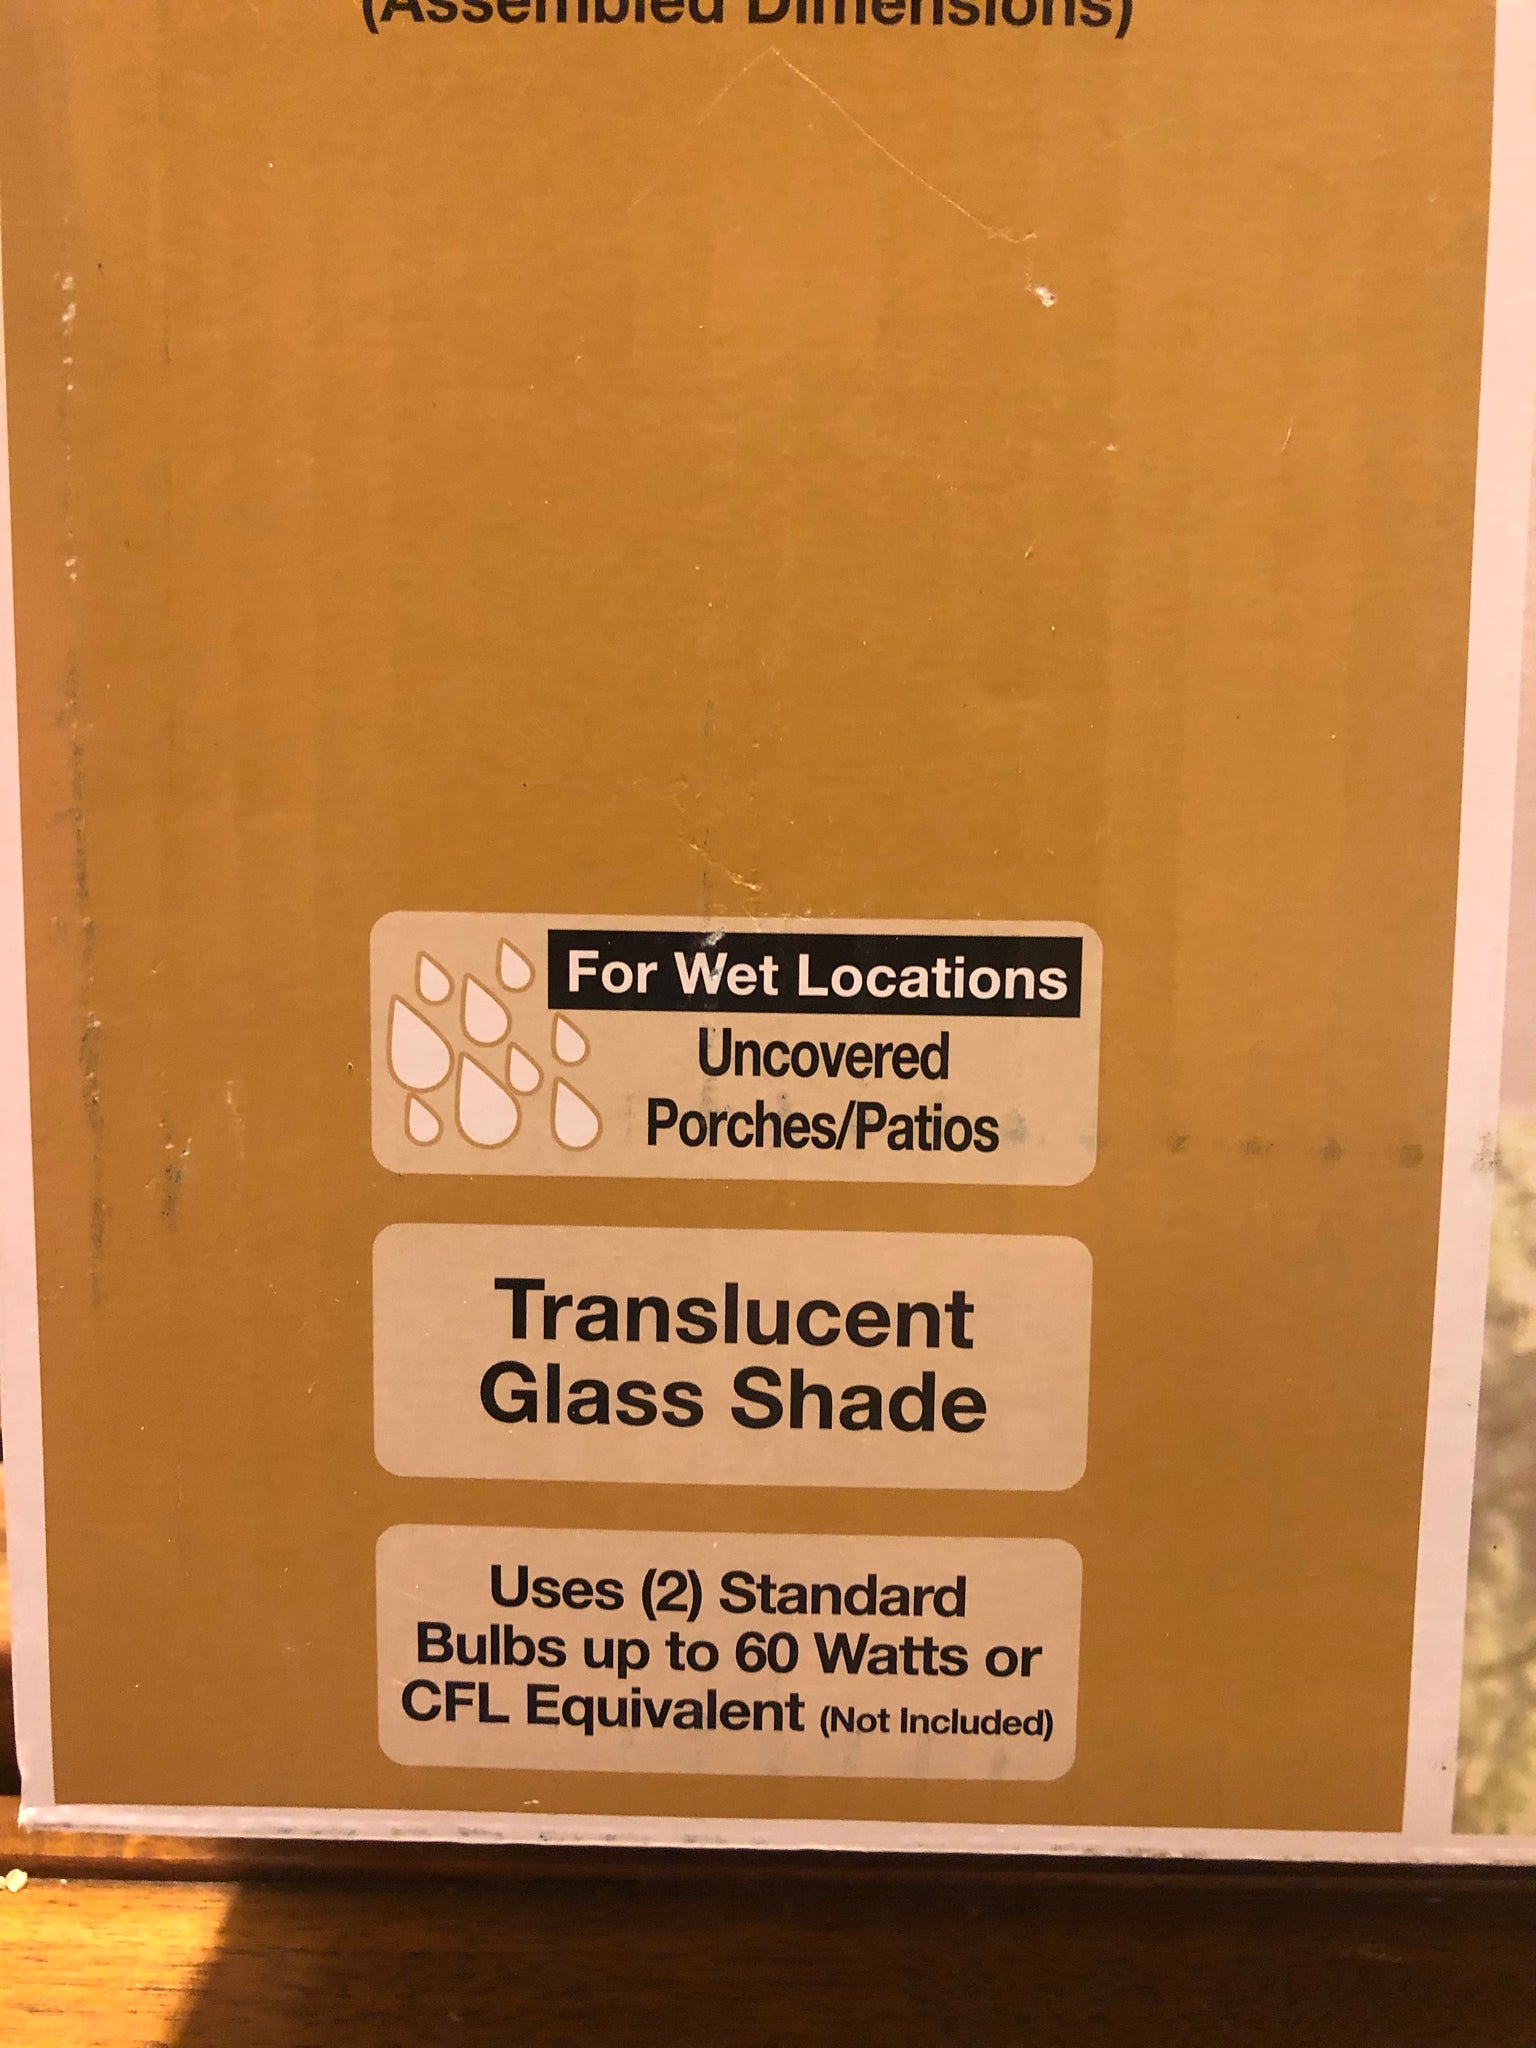 (Assembled Dimensions)
For Wet Locations
Uncovered
Porches/Patios
Translucent
Glass Shade
Uses (2) Standard
Bulbs up to 60 Watts or
CFL Equivalent (Not Included)